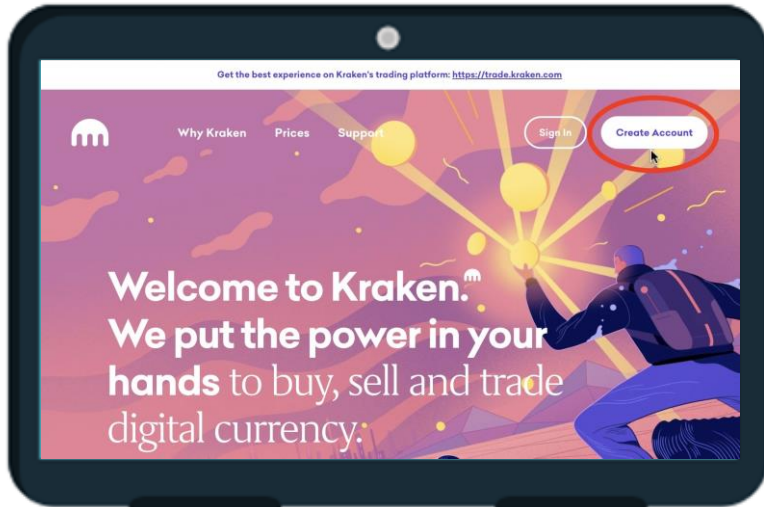 Get the best experience on Kraken's trading platform: https://trade.kraken.com
Why Kraken Prices Support Sign In Create Account
Welcome to Kraken.
We put the power in your
hands to buy, sell and trade
digital currency.